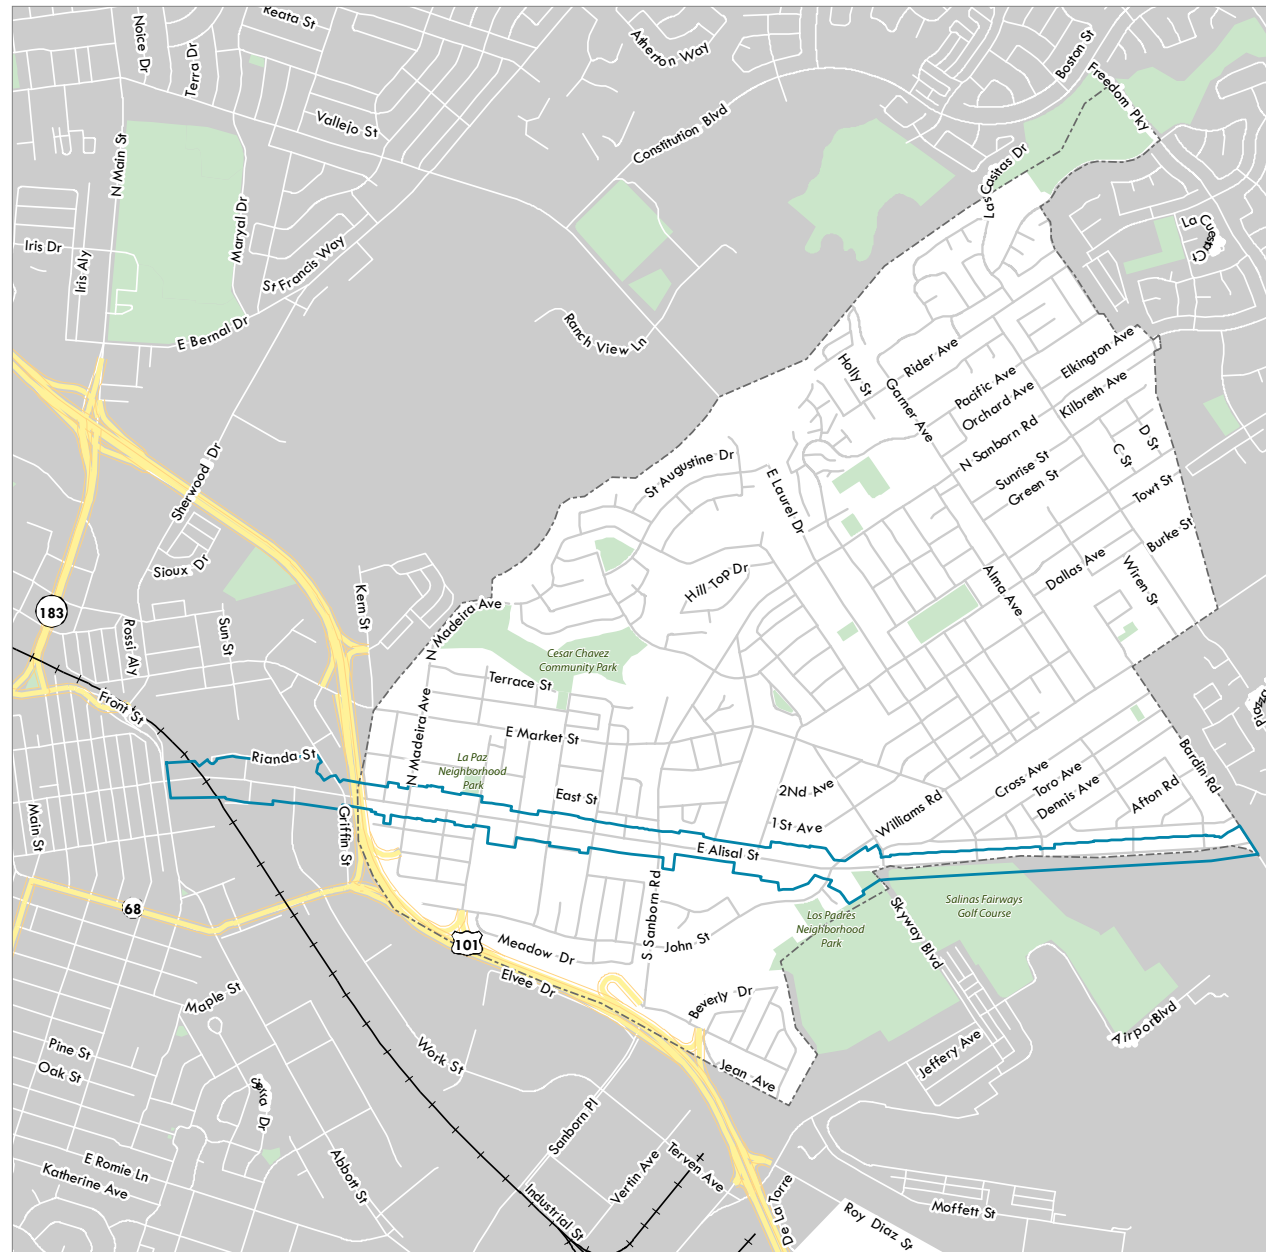 Reata St
Noice Dr
Terra Dr
Atherton Way
Boston St
Freedom Pky
Vallejo St
Constitution Blvd
N Main St
Las Casitas Dr
Maryal Dr
La Cuesta Ct
Iris Dr
Iris Aly
St Francis Way
E Bernal Dr
Ranch View Ln
Holly St
Rider Ave
Elkington Ave
Garner Ave
Pacific Ave
Orchard Ave
Kilbreth Ave
N Sanborn Rd
D St
C St
Sunrise St
Green St
Sherwood Dr
St Augustine Dr
E Laurel Dr
Towt St
Burke St
Sioux Dr
Hill Top Dr
Alma Ave
Dallas Ave
Wiren St
183
Kern St
Rossi Aly
Sun St
N Madeira Ave
Cesar Chavez
Community Park
Terrace St
Front St
N Madeira Ave
E Market St
Rianda St
La Paz
Neighborhood
Park
East St
2Nd Ave
1St Ave
Williams Rd
Cross Ave
Toro Ave
Dennis Ave
Afton Rd
Bardin Rd
Main St
Griffin St
E Alisal St
68
101
Meadow Dr
Elvee Dr
S Sanborn Rd
John St
Los Padres
Neighborhood
Park
Skyway Blvd
Salinas Fairways
Golf Course
Maple St
Beverly Dr
Airport Blvd
Pine St
Oak St
Work St
Jean Ave
Jeffery Ave
Sanborn Pl
E Romie Ln
Katherine Ave
Abbott St
Vertin Ave
Terven Ave
Industrial St
De La Torre
Moffett St
Roy Diaz St